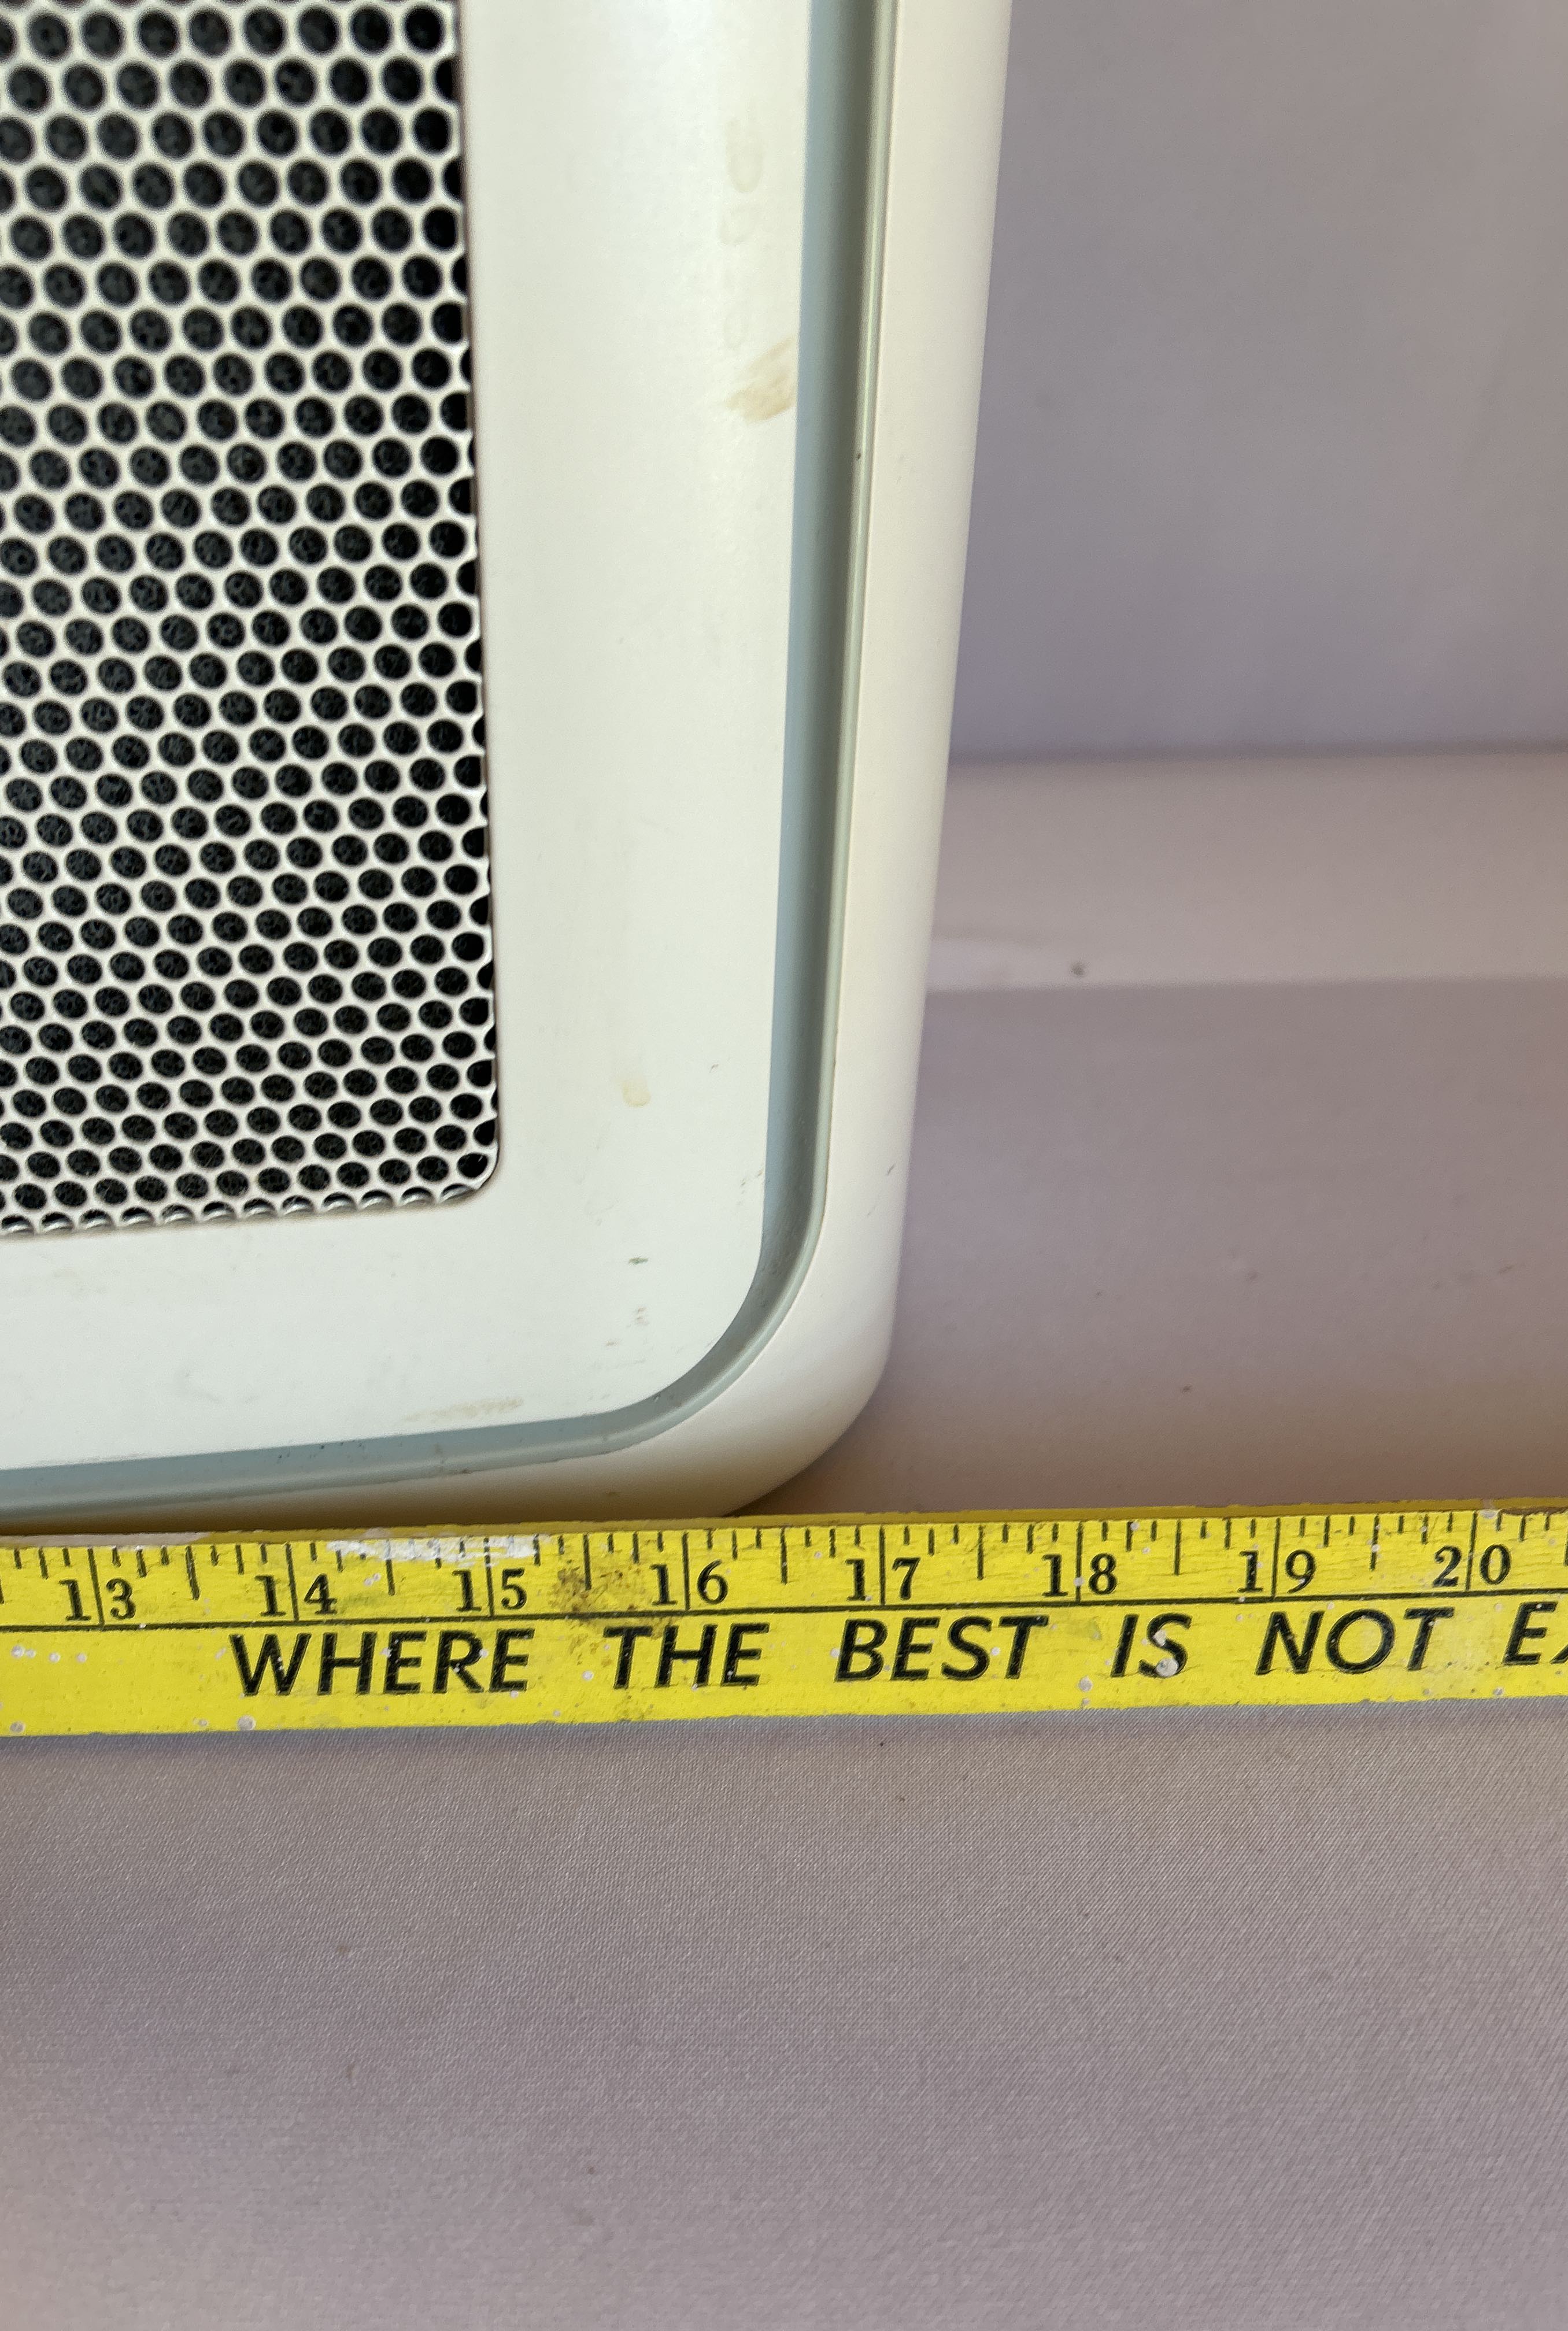 13 14 15 16 17 18 19 20
WHERE THE BEST IS NOT